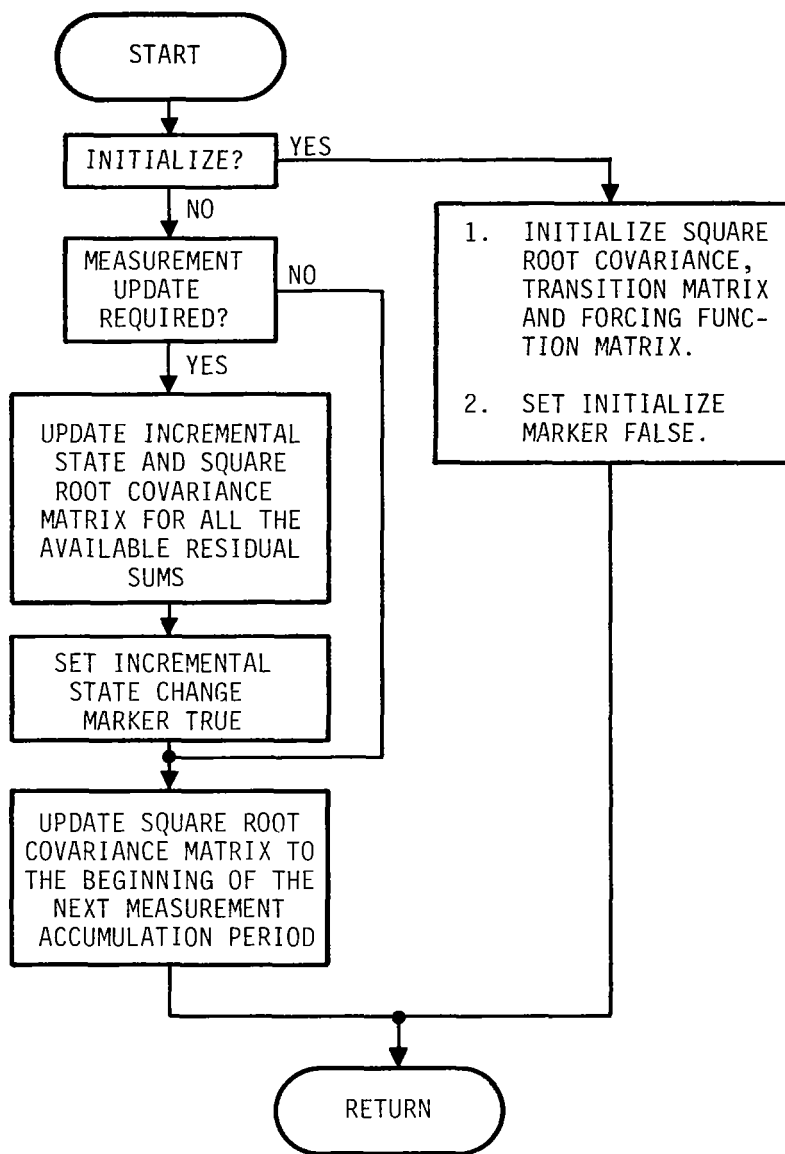 START
INITIALIZE?
YES
NO
1. INITIALIZE SQUARE
ROOT COVARIANCE,
TRANSITION MATRIX
AND FORCING FUNC-
TION MATRIX.
2. SET INITIALIZE
MARKER FALSE.
MEASUREMENT
UPDATE
REQUIRED?
NO
YES
UPDATE INCREMENTAL
STATE AND SQUARE
ROOT COVARIANCE
MATRIX FOR ALL THE
AVAILABLE RESIDUAL
SUMS
SET INCREMENTAL
STATE CHANGE
MARKER TRUE
UPDATE SQUARE ROOT
COVARIANCE MATRIX TO
THE BEGINNING OF THE
NEXT MEASUREMENT
ACCUMULATION PERIOD
RETURN